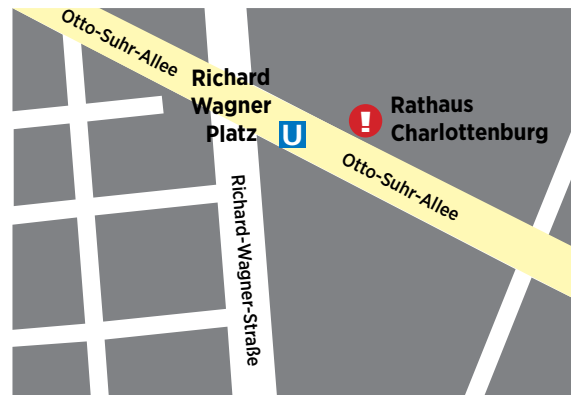 Otto-Suhr-Allee
Richard
Wagner
Platz
U
!
Rathaus
Charlottenburg
Otto-Suhr-Allee
Richard-Wagner-Straße